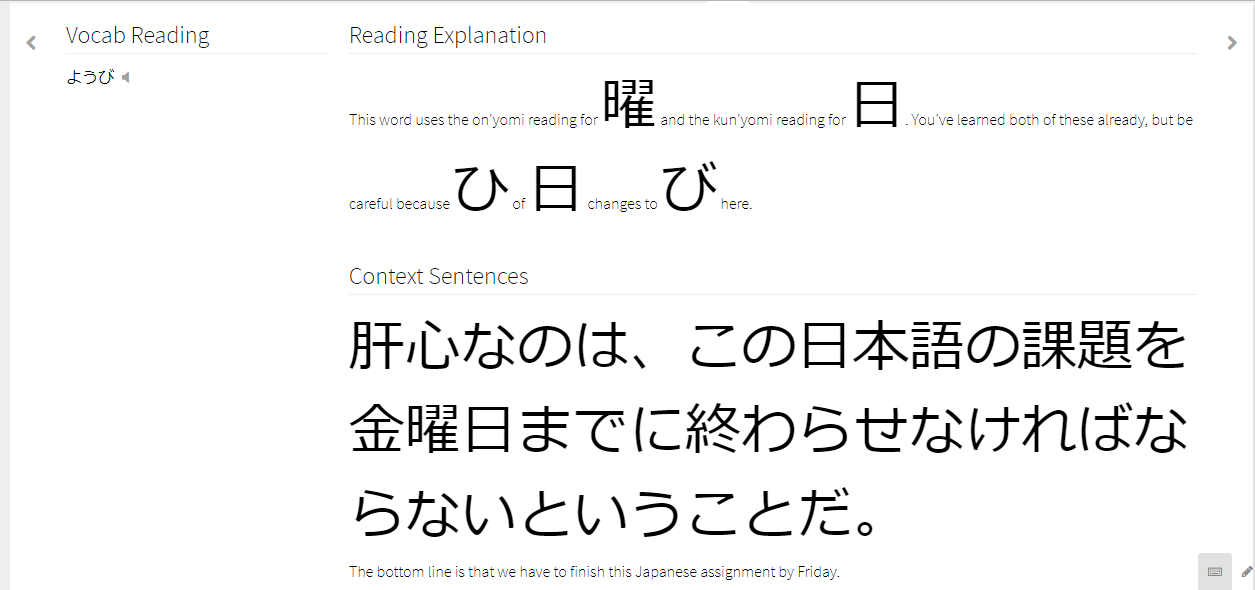 Vocab Reading
ようび
Reading Explanation
This word uses the on'yomi reading for 曜 and the kun'yomi reading for 日 . You've learned both of these already, but be
careful because ひ of 日 changes to び here.
Context Sentences
肝心なのは、この日本語の課題を
金曜日までに終わらせなければな
らないということだ。
The bottom line is that we have to finish this Japanese assignment by Friday.